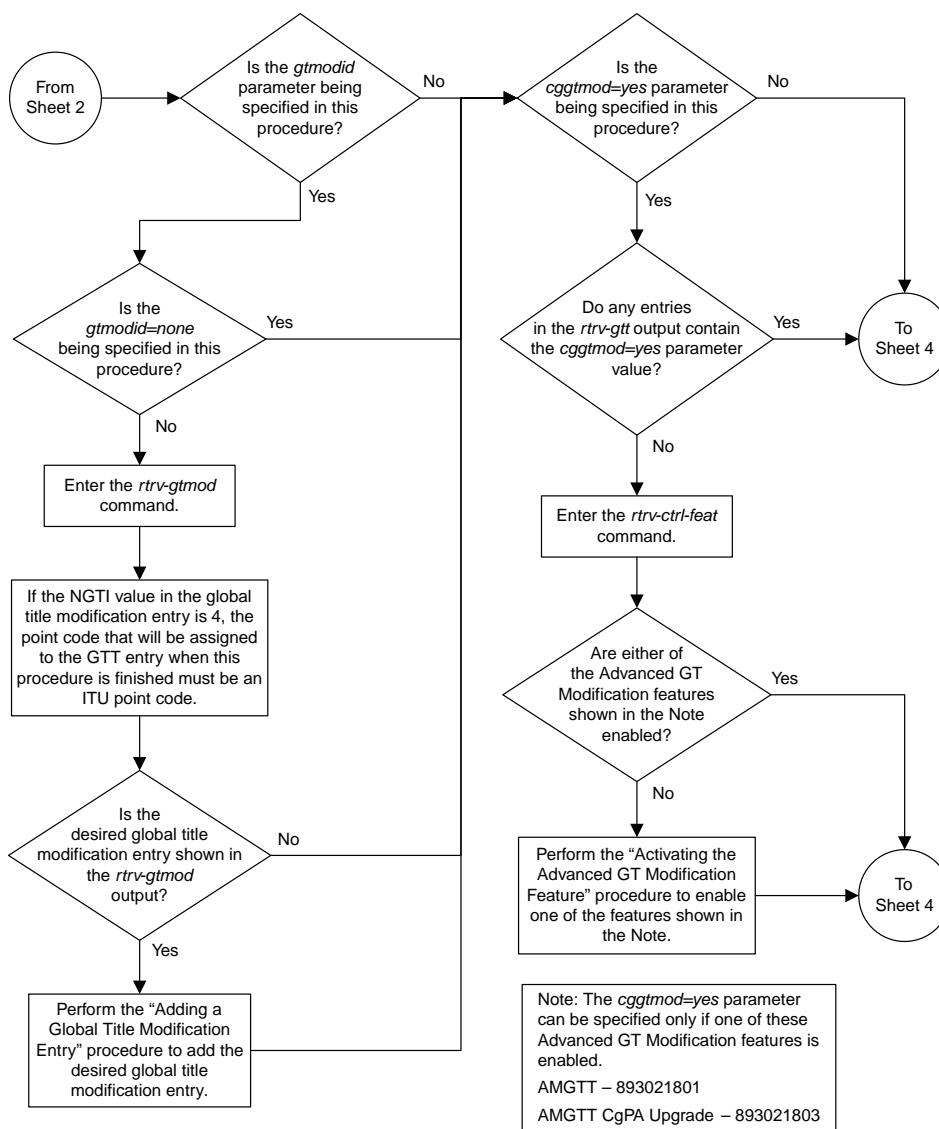 From
Sheet 2
Is the gtmodid
parameter being
specified in this
procedure?
No
Yes
Is the
gtmodid=none
being specified in this
procedure?
Yes
No
Enter the rtrv-gtmod
command.
If the NGTI value in the global
title modification entry is 4, the
point code that will be assigned
to the GTT entry when this
procedure is finished must be an
ITU point code.
Is the
desired global title
modification entry shown in
the rtrv-gtmod
output?
No
Yes
Perform the “Adding a
Global Title Modification
Entry” procedure to add the
desired global title
modification entry.
Is the
cggtmod=yes parameter
being specified in this
procedure?
No
Yes
Do any entries
in the rtrv-gtt output contain
the cggtmod=yes parameter
value?
Yes
To
Sheet 4
No
Enter the rtrv-ctrl-feat
command.
Are either of
the Advanced GT
Modification features
shown in the Note
enabled?
Yes
No
Perform the “Activating the
Advanced GT Modification
Feature” procedure to enable
one of the features shown in
the Note.
To
Sheet 4
Note: The cggtmod=yes parameter
can be specified only if one of these
Advanced GT Modification features is
enabled.
AMGTT – 893021801
AMGTT CgPA Upgrade – 893021803